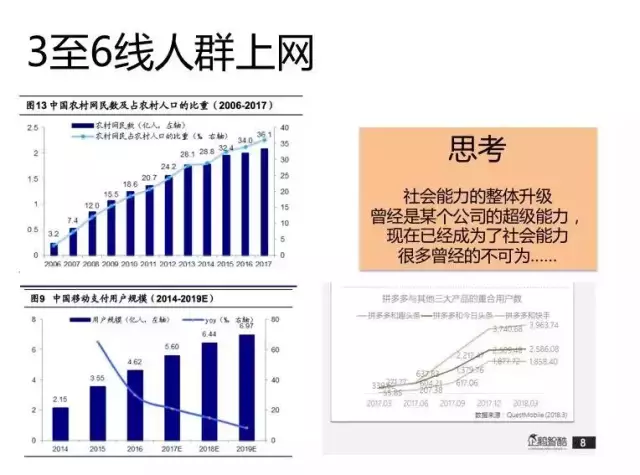 3至6线人群上网
图13中国农村网民数及占农村人口的比重（2006-2017）
农村网民数（亿人，左轴）
农村网民占农村人口的比重（%，右轴）
2.5
2
1.5
1
0.5
0
40
35
30
25
20
15
10
5
0
3.2
7.4
12.0
15.5
18.6
20.7
24.2
28.1
28.8
32.4
34.0
36.1
2006 2007 2008 2009 2010 2011 2012 2013 2014 2015 2016 2017
思考
社会能力的整体升级
曾经是某个公司的超级能力，
现在已经成为了社会能力
很多曾经的不可为……
图9 中国移动支付用户规模（2014-2019E）
用户规模（亿人，左轴）
yoy（%，右轴）
8
6
4
2
0
80
60
40
20
0
2.15
3.55
4.62
5.60
6.44
6.97
2014 2015 2016 2017E 2018E 2019E
拼多多与其他三大产品的重合用户数
拼多多和趣头条
拼多多和今日头条
拼多多和快手
3,740.68
3,963.74
2,586.08
1,858.40
1,379.76
617.06
207.38
2017.03 2017.06 2017.09 2017.12 2018.03
数据来源：QuestMobile (2018.3)
企鹅智酷
8